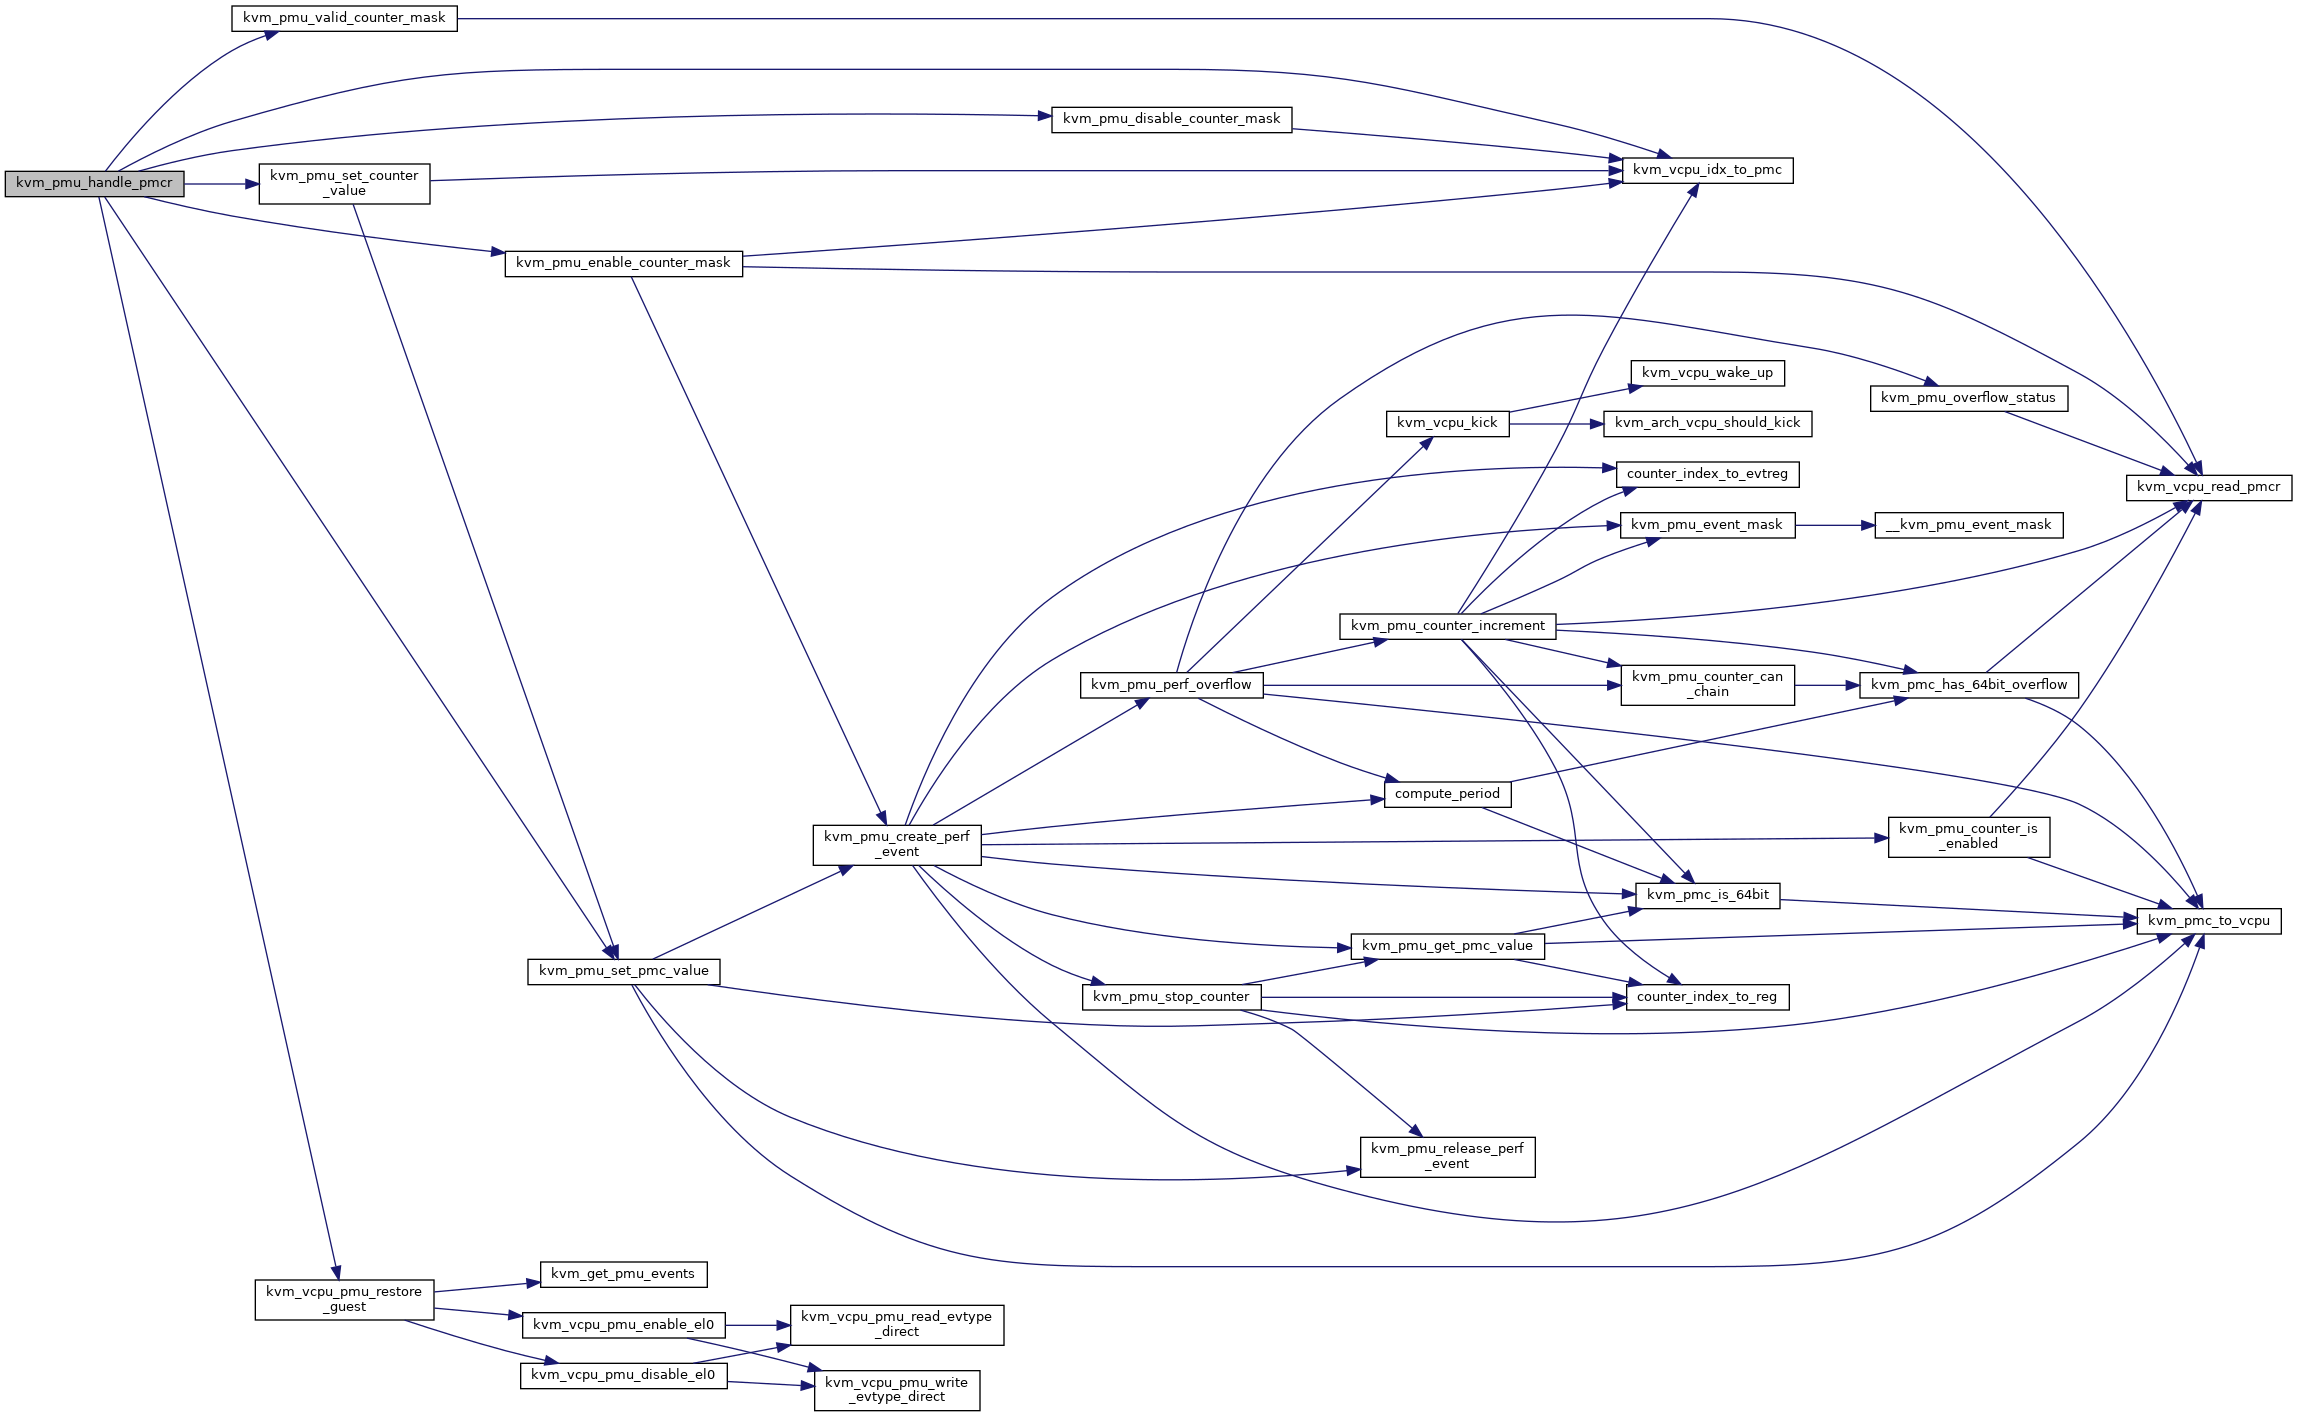 kvm_pmu_handle_pmcr
kvm_pmu_valid_counter_mask
kvm_vcpu_idx_to_pmc
kvm_pmu_disable_counter_mask
kvm_pmu_set_counter
_value
kvm_pmu_enable_counter_mask
kvm_pmu_set_pmc_value
kvm_vcpu_pmu_restore
_guest
kvm_vcpu_read_pmcr
kvm_pmu_create_perf
_event
kvm_pmu_perf_overflow
kvm_pmu_stop_counter
kvm_vcpu_kick
kvm_vcpu_wake_up
kvm_arch_vcpu_should_kick
kvm_pmu_overflow_status
counter_index_to_evtreg
kvm_pmu_event_mask
__kvm_pmu_event_mask
kvm_pmu_counter_increment
kvm_pmu_counter_can
_chain
kvm_pmc_has_64bit_overflow
compute_period
kvm_pmu_counter_is
_enabled
kvm_pmc_is_64bit
kvm_pmc_to_vcpu
kvm_pmu_get_pmc_value
counter_index_to_reg
kvm_pmu_release_perf
_event
kvm_get_pmu_events
kvm_vcpu_pmu_enable_el0
kvm_vcpu_pmu_disable_el0
kvm_vcpu_pmu_read_evtype
_direct
kvm_vcpu_pmu_write
_evtype_direct